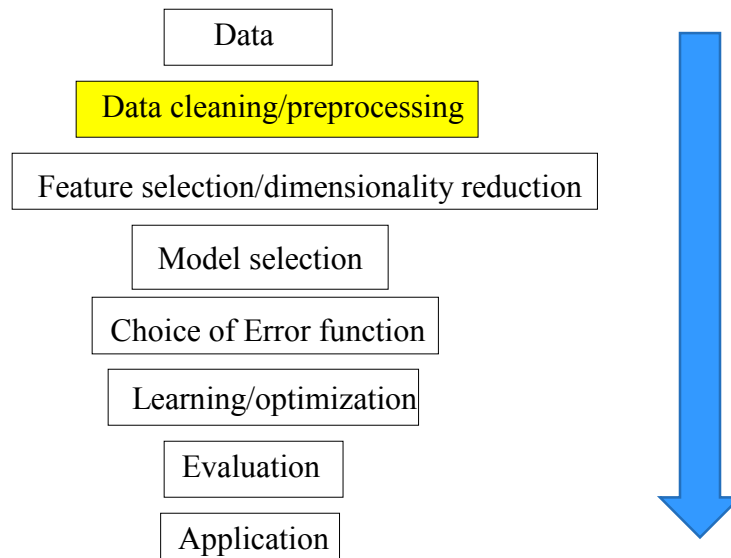 Data
Data cleaning/preprocessing
Feature selection/dimensionality reduction
Model selection
Choice of Error function
Learning/optimization
Evaluation
Application